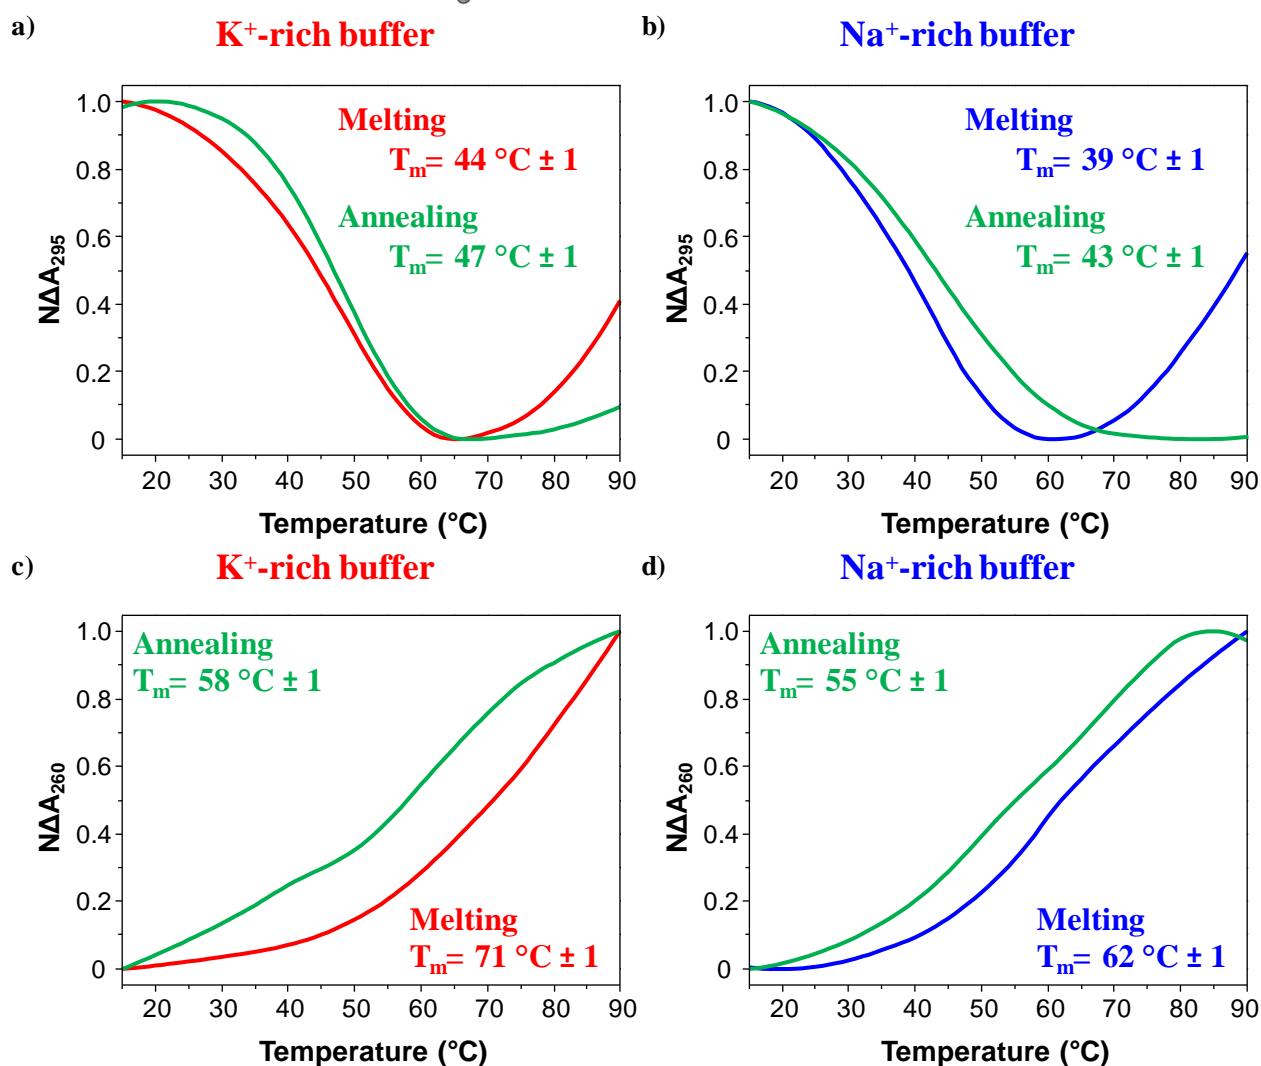 a)
K⁺-rich buffer
b)
Na⁺-rich buffer
1.0
0.8
0.6
0.4
0.2
0
NΔA₂₉₅
Melting
Tₘ= 44 °C ± 1
Annealing
Tₘ= 47 °C ± 1
20 30 40 50 60 70 80 90
Temperature (°C)
1.0
0.8
0.6
0.4
0.2
0
NΔA₂₉₅
Melting
Tₘ= 39 °C ± 1
Annealing
Tₘ= 43 °C ± 1
20 30 40 50 60 70 80 90
Temperature (°C)
c)
K⁺-rich buffer
d)
Na⁺-rich buffer
1.0
0.8
0.6
0.4
0.2
0
NΔA₂₆₀
Annealing
Tₘ= 58 °C ± 1
Melting
Tₘ= 71 °C ± 1
20 30 40 50 60 70 80 90
Temperature (°C)
1.0
0.8
0.6
0.4
0.2
0
NΔA₂₆₀
Annealing
Tₘ= 55 °C ± 1
Melting
Tₘ= 62 °C ± 1
20 30 40 50 60 70 80 90
Temperature (°C)